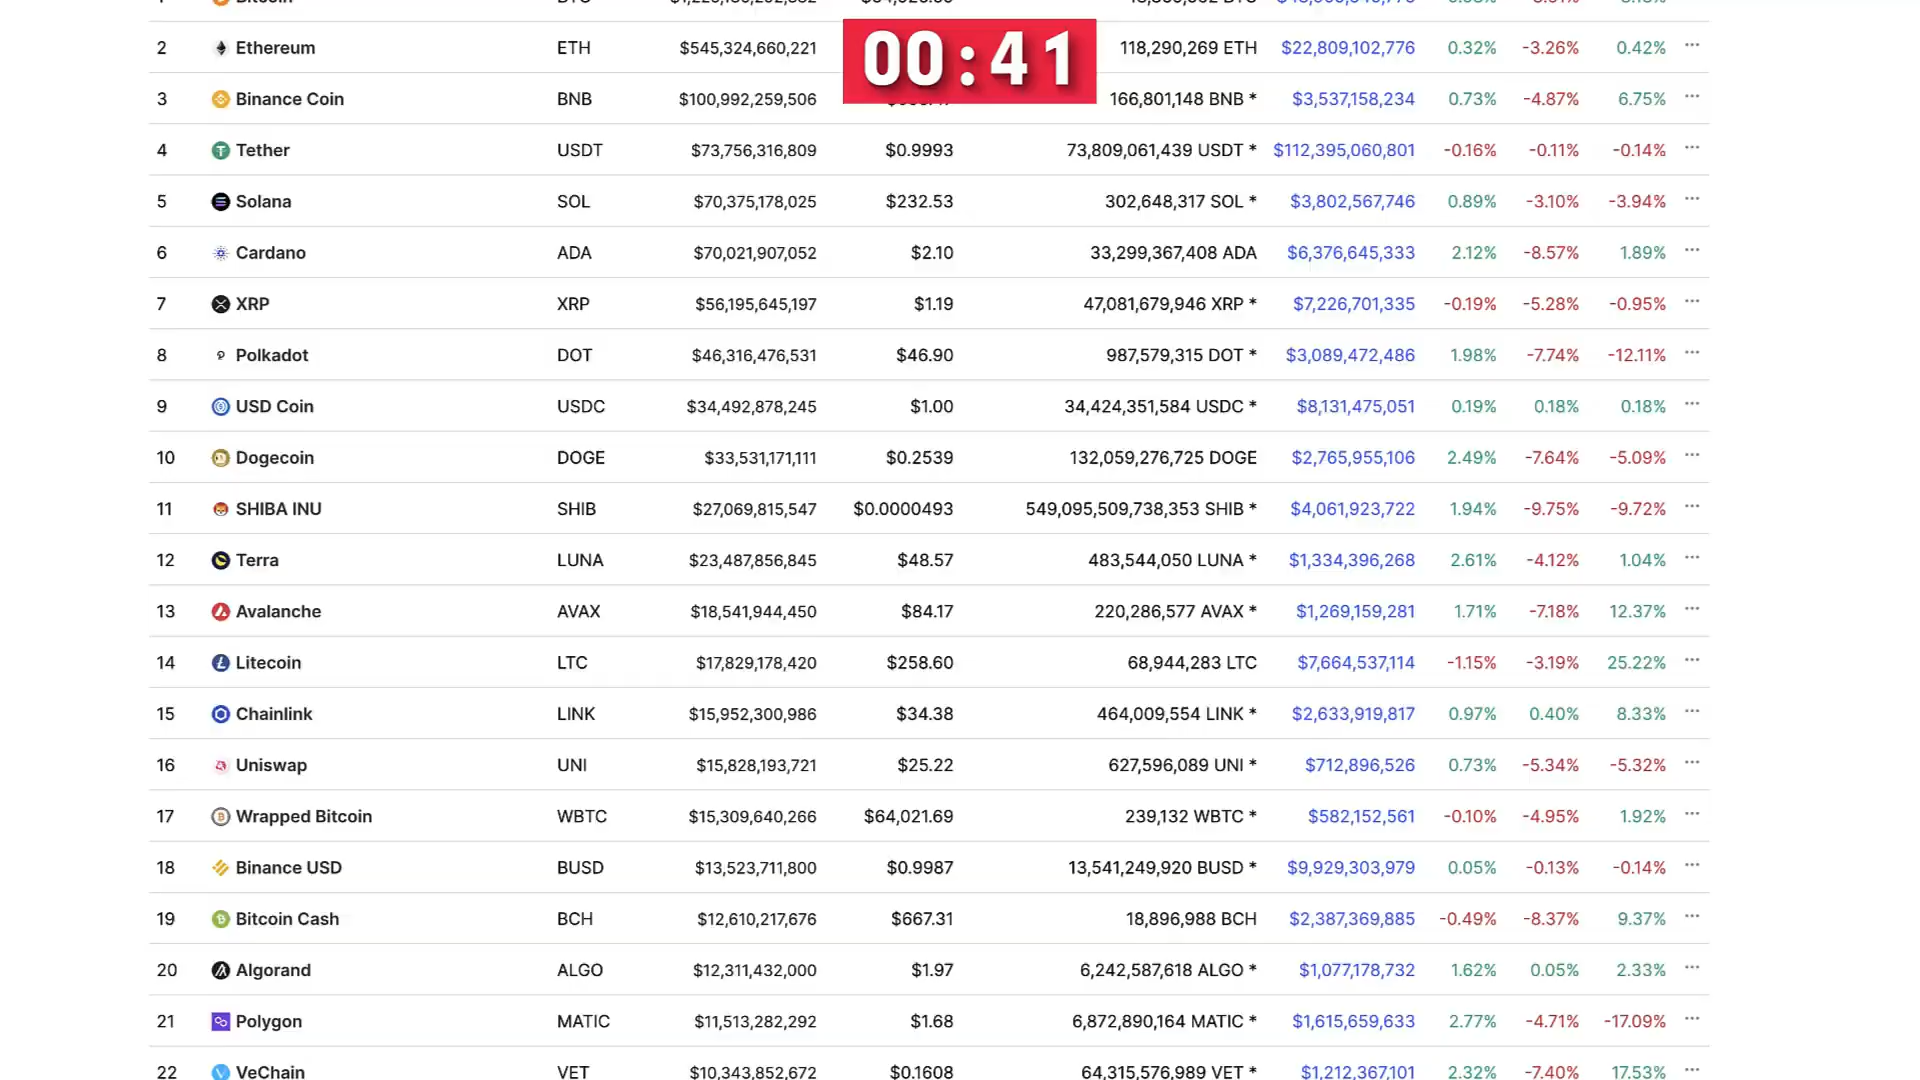 2 Ethereum ETH $545,324,660,221 118,290,269 ETH $22,809,102,776 0.32% -3.26% 0.42% ...
00:41
3 Binance Coin BNB $100,992,259,506 166,801,148 BNB * $3,537,158,234 0.73% -4.87% 6.75% ...
4 Tether USDT $73,756,316,809 $0.9993 73,809,061,439 USDT * $112,395,060,801 -0.16% -0.11% -0.14% ...
5 Solana SOL $70,375,178,025 $232.53 302,648,317 SOL * $3,802,567,746 0.89% -3.10% -3.94% ...
6 Cardano ADA $70,021,907,052 $2.10 33,299,367,408 ADA $6,376,645,333 2.12% -8.57% 1.89% ...
7 XRP XRP $56,195,645,197 $1.19 47,081,679,946 XRP * $7,226,701,335 -0.19% -5.28% -0.95% ...
8 Polkadot DOT $46,316,476,531 $46.90 987,579,315 DOT * $3,089,472,486 1.98% -7.74% -12.11% ...
9 USD Coin USDC $34,492,878,245 $1.00 34,424,351,584 USDC * $8,131,475,051 0.19% 0.18% 0.18% ...
10 Dogecoin DOGE $33,531,171,111 $0.2539 132,059,276,725 DOGE $2,765,955,106 2.49% -7.64% -5.09% ...
11 SHIBA INU SHIB $27,069,815,547 $0.0000493 549,095,509,738,353 SHIB * $4,061,923,722 1.94% -9.75% -9.72% ...
12 Terra LUNA $23,487,856,845 $48.57 483,544,050 LUNA * $1,334,396,268 2.61% -4.12% 1.04% ...
13 Avalanche AVAX $18,541,944,450 $84.17 220,286,577 AVAX * $1,269,159,281 1.71% -7.18% 12.37% ...
14 Litecoin LTC $17,829,178,420 $258.60 68,944,283 LTC $7,664,537,114 -1.15% -3.19% 25.22% ...
15 Chainlink LINK $15,952,300,986 $34.38 464,009,554 LINK * $2,633,919,817 0.97% 0.40% 8.33% ...
16 Uniswap UNI $15,828,193,721 $25.22 627,596,089 UNI * $712,896,526 0.73% -5.34% -5.32% ...
17 Wrapped Bitcoin WBTC $15,309,640,266 $64,021.69 239,132 WBTC * $582,152,561 -0.10% -4.95% 1.92% ...
18 Binance USD BUSD $13,523,711,800 $0.9987 13,541,249,920 BUSD * $9,929,303,979 0.05% -0.13% -0.14% ...
19 Bitcoin Cash BCH $12,610,217,676 $667.31 18,896,988 BCH $2,387,369,885 -0.49% -8.37% 9.37% ...
20 Algorand ALGO $12,311,432,000 $1.97 6,242,587,618 ALGO * $1,077,178,732 1.62% 0.05% 2.33% ...
21 Polygon MATIC $11,513,282,292 $1.68 6,872,890,164 MATIC * $1,615,659,633 2.77% -4.71% -17.09% ...
22 VeChain VET $10,343,852,672 $0.1608 64,315,576,989 VET * $1,212,367,101 2.32% -7.40% 17.53% ...